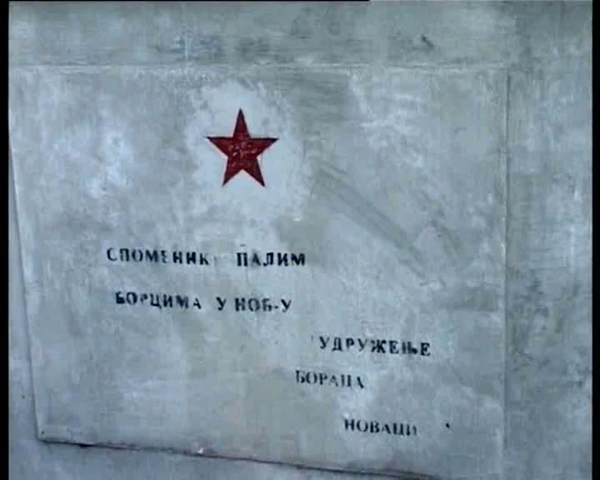 СПОМЕНИК ПАЛИМ
БОРЦИМА У НОБ-У
УДРУЖЕЊЕ
БОРАЦА
НОВАЦИ